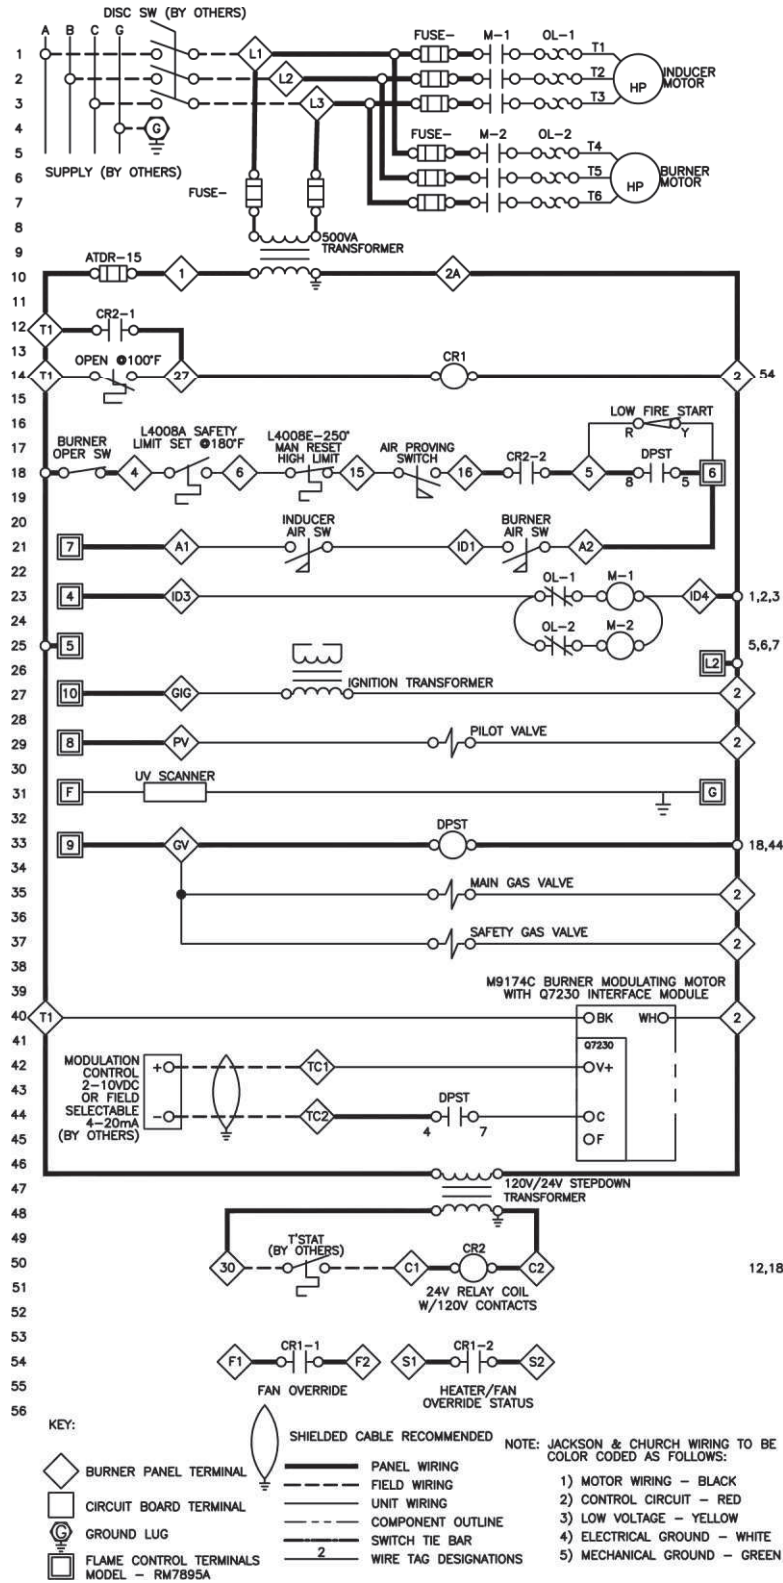 DISC SW (BY OTHERS)
A B C G
FUSE- M-1 OL-1
1 L1 T1
2 L2 T2 HP INDUCER
MOTOR
3 L3 T3
4 G
FUSE- M-2 OL-2
5 T4
SUPPLY (BY OTHERS)
6 T5 HP BURNER
MOTOR
FUSE-
7 T6
8
500VA
TRANSFORMER
9
ATDR-15
10 1 2A
11
CR2-1
12 T1
13
OPEN @100°F CR1
14 T1 27 2 54
15
16 LOW FIRE START
R Y
L4008A SAFETY
LIMIT SET @180°F
BURNER
OPER SW
L4008E-250°
MAN RESET
HIGH LIMIT
AIR PROVING
SWITCH
17
CR2-2 DPST
18 4 6 15 16 5 8 5 6
19
20
INDUCER
AIR SW
BURNER
AIR SW
21 7 A1 ID1 A2
22
OL-1 M-1
23 4 ID3 ID4 1,2,3
24
OL-2 M-2
25 5 5,6,7
L2
26
IGNITION TRANSFORMER
27 10 GIG 2
28
PILOT VALVE
29 8 PV 2
30
UV SCANNER
31 F G
32
DPST
33 9 GV 18,44
34
MAIN GAS VALVE
35 2
36
SAFETY GAS VALVE
37 2
38
M9174C BURNER MODULATING MOTOR
WITH Q7230 INTERFACE MODULE
39
40 T1 BK WH 2
41
Q7230
MODULATION
CONTROL
2-10VDC
OR FIELD
SELECTABLE
4-20mA
(BY OTHERS)
42 + TC1 V+
43
DPST
44 - TC2 4 7 C
45 F
46
120V/24V STEPDOWN
TRANSFORMER
47
48
49
T'STAT
(BY OTHERS)
CR2
50 30 C1 C2 12,18
24V RELAY COIL
W/120V CONTACTS
51
52
53
CR1-1 CR1-2
54 F1 F2 S1 S2
FAN OVERRIDE
HEATER/FAN
OVERRIDE STATUS
55
56
KEY:
SHIELDED CABLE RECOMMENDED
BURNER PANEL TERMINAL
CIRCUIT BOARD TERMINAL
G GROUND LUG
FLAME CONTROL TERMINALS
MODEL - RM7895A
PANEL WIRING
FIELD WIRING
UNIT WIRING
COMPONENT OUTLINE
SWITCH TIE BAR
2 WIRE TAG DESIGNATIONS
NOTE: JACKSON & CHURCH WIRING TO BE
COLOR CODED AS FOLLOWS:
1) MOTOR WIRING - BLACK
2) CONTROL CIRCUIT - RED
3) LOW VOLTAGE - YELLOW
4) ELECTRICAL GROUND - WHITE
5) MECHANICAL GROUND - GREEN